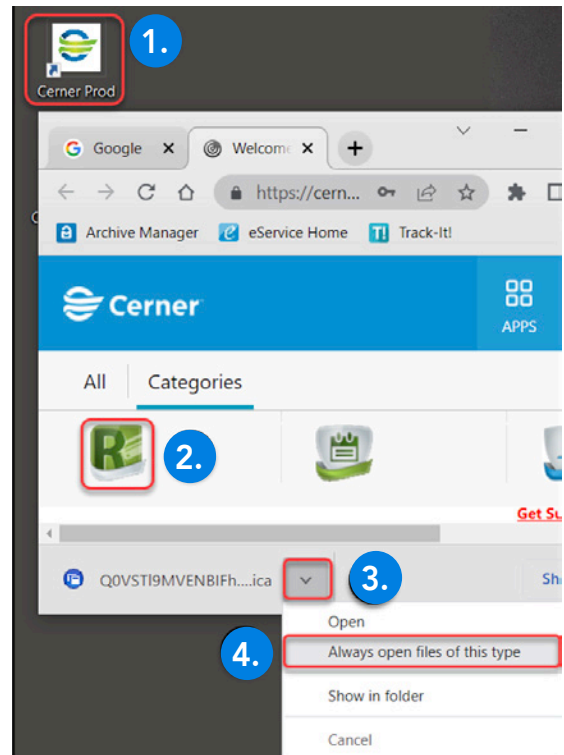 1.
Cerner Prod
Google
Welcome
https://cern...
Archive Manager eService Home T! Track-It!
Cerner
APPS
All Categories
R 2.
Get Su
Q0VSTl9MVENBIFh....ica 3. Sh
Open
4. Always open files of this type
Show in folder
Cancel